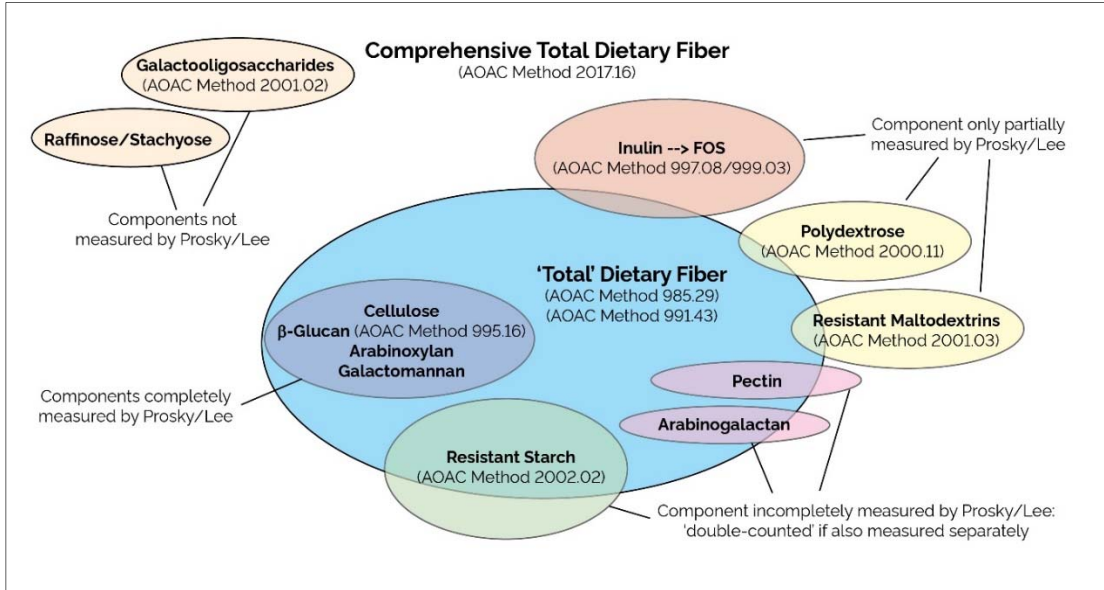 Comprehensive Total Dietary Fiber
(AOAC Method 2017.16)
Galactooligosaccharides
(AOAC Method 2001.02)
Raffinose/Stachyose
Components not
measured by Prosky/Lee
Inulin --> FOS
(AOAC Method 997.08/999.03)
Component only partially
measured by Prosky/Lee
Polydextrose
(AOAC Method 2000.11)
'Total' Dietary Fiber
(AOAC Method 985.29)
(AOAC Method 991.43)
Resistant Maltodextrins
(AOAC Method 2001.03)
Cellulose
β-Glucan (AOAC Method 995.16)
Arabinoxylan
Galactomannan
Components completely
measured by Prosky/Lee
Pectin
Arabinogalactan
Resistant Starch
(AOAC Method 2002.02)
Component incompletely measured by Prosky/Lee:
'double-counted' if also measured separately